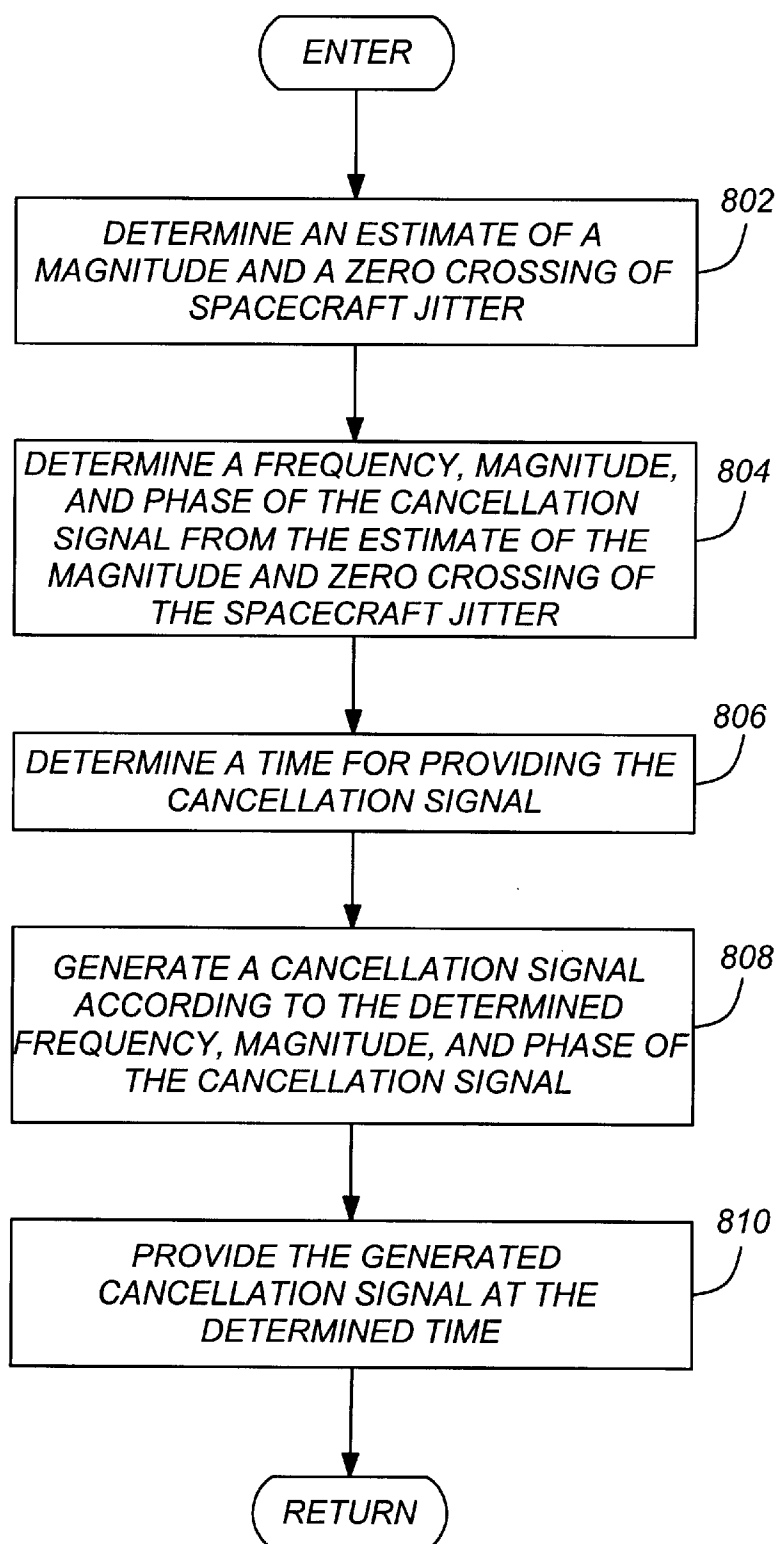 ENTER
802
DETERMINE AN ESTIMATE OF A
MAGNITUDE AND A ZERO CROSSING OF
SPACECRAFT JITTER
804
DETERMINE A FREQUENCY, MAGNITUDE,
AND PHASE OF THE CANCELLATION
SIGNAL FROM THE ESTIMATE OF THE
MAGNITUDE AND ZERO CROSSING OF
THE SPACECRAFT JITTER
806
DETERMINE A TIME FOR PROVIDING THE
CANCELLATION SIGNAL
808
GENERATE A CANCELLATION SIGNAL
ACCORDING TO THE DETERMINED
FREQUENCY, MAGNITUDE, AND PHASE OF
THE CANCELLATION SIGNAL
810
PROVIDE THE GENERATED
CANCELLATION SIGNAL AT THE
DETERMINED TIME
RETURN